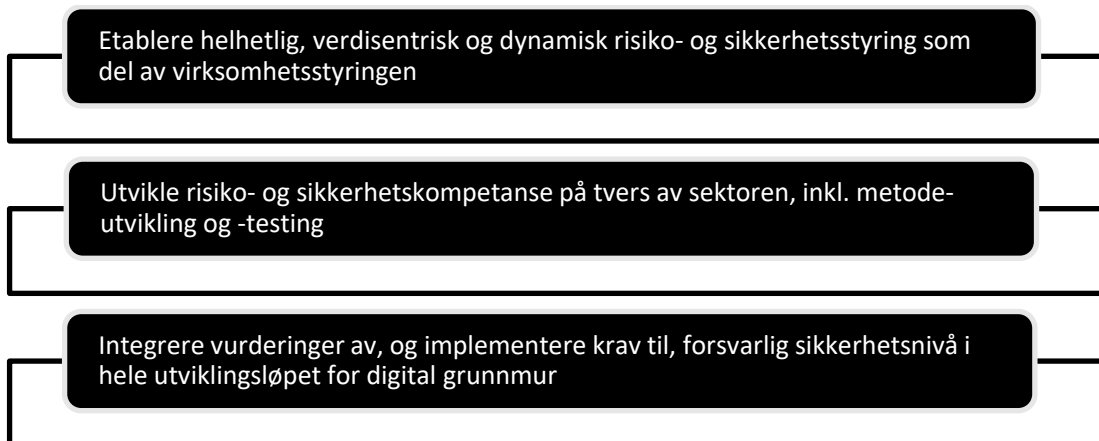 Etablere helhetlig, verdisentrisk og dynamisk risiko- og sikkerhetsstyring som
del av virksomhetsstyringen
Utvikle risiko- og sikkerhetskompetanse på tvers av sektoren, inkl. metode-
utvikling og -testing
Integrere vurderinger av, og implementere krav til, forsvarlig sikkerhetsnivå i
hele utviklingsløpet for digital grunnmur